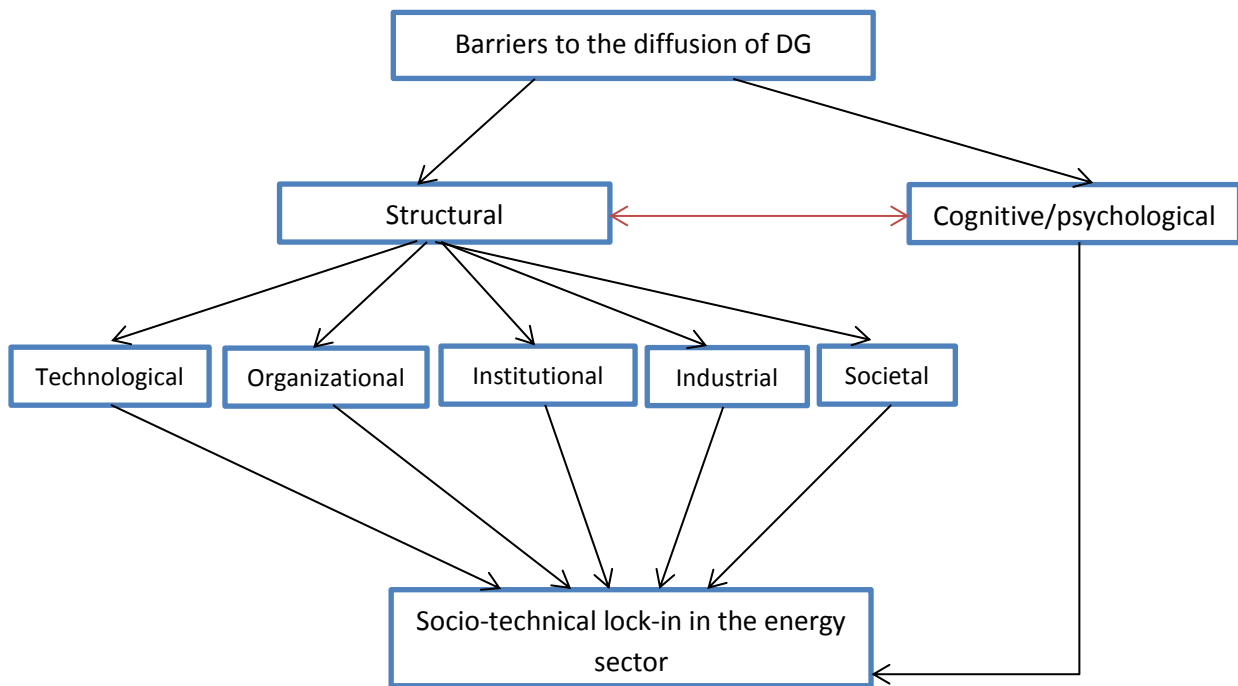 Barriers to the diffusion of DG
Structural
Cognitive/psychological
Technological
Organizational
Institutional
Industrial
Societal
Socio-technical lock-in in the energy
sector